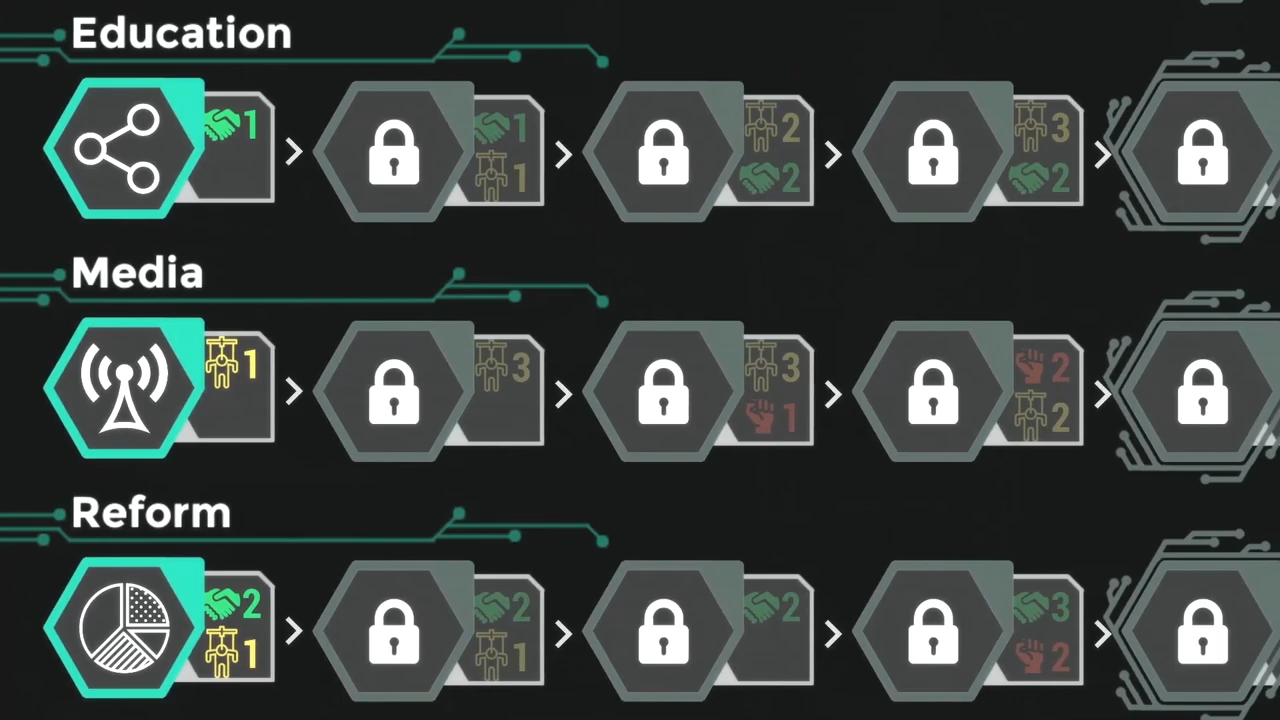 Education
1 1 2 3
1 2 2
Media
1 3 3 2
1 2
Reform
2 2 2 3
1 1 2